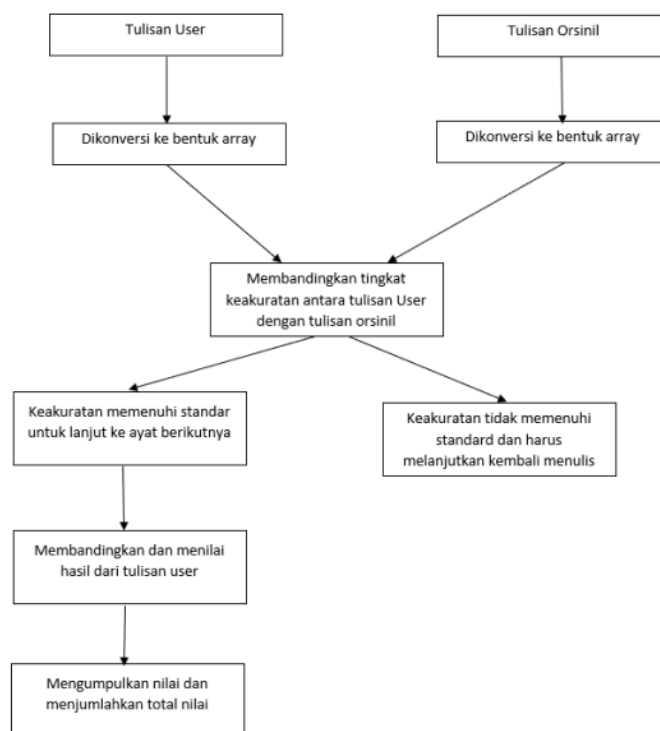 Tulisan User
Tulisan Orsinil
Dikonversi ke bentuk array
Dikonversi ke bentuk array
Membandingkan tingkat
keakuratan antara tulisan User
dengan tulisan orsinil
Keakuratan memenuhi standar
untuk lanjut ke ayat berikutnya
Keakuratan tidak memenuhi
standard dan harus
melanjutkan kembali menulis
Membandingkan dan menilai
hasil dari tulisan user
Mengumpulkan nilai dan
menjumlahkan total nilai